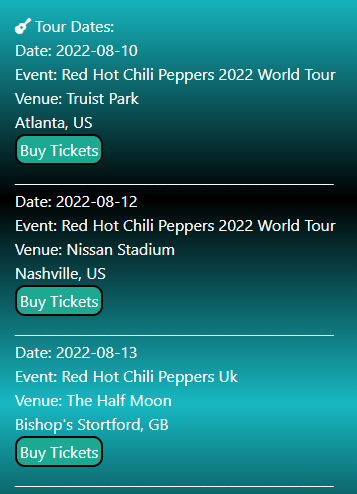 Tour Dates:
Date: 2022-08-10
Event: Red Hot Chili Peppers 2022 World Tour
Venue: Truist Park
Atlanta, US
Buy Tickets
Date: 2022-08-12
Event: Red Hot Chili Peppers 2022 World Tour
Venue: Nissan Stadium
Nashville, US
Buy Tickets
Date: 2022-08-13
Event: Red Hot Chili Peppers Uk
Venue: The Half Moon
Bishop's Stortford, GB
Buy Tickets